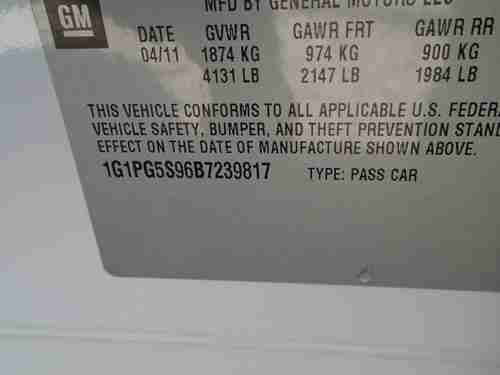 GM
MFD BY GENERAL MOTORS LLC
DATE GVWR GAWR FRT GAWR RR
04/11 1874 KG 974 KG 900 KG
4131 LB 2147 LB 1984 LB
THIS VEHICLE CONFORMS TO ALL APPLICABLE U.S. FEDER
VEHICLE SAFETY, BUMPER, AND THEFT PREVENTION STAN
EFFECT ON THE DATE OF MANUFACTURE SHOWN ABOVE.
1G1PG5S96B7239817 TYPE: PASS CAR